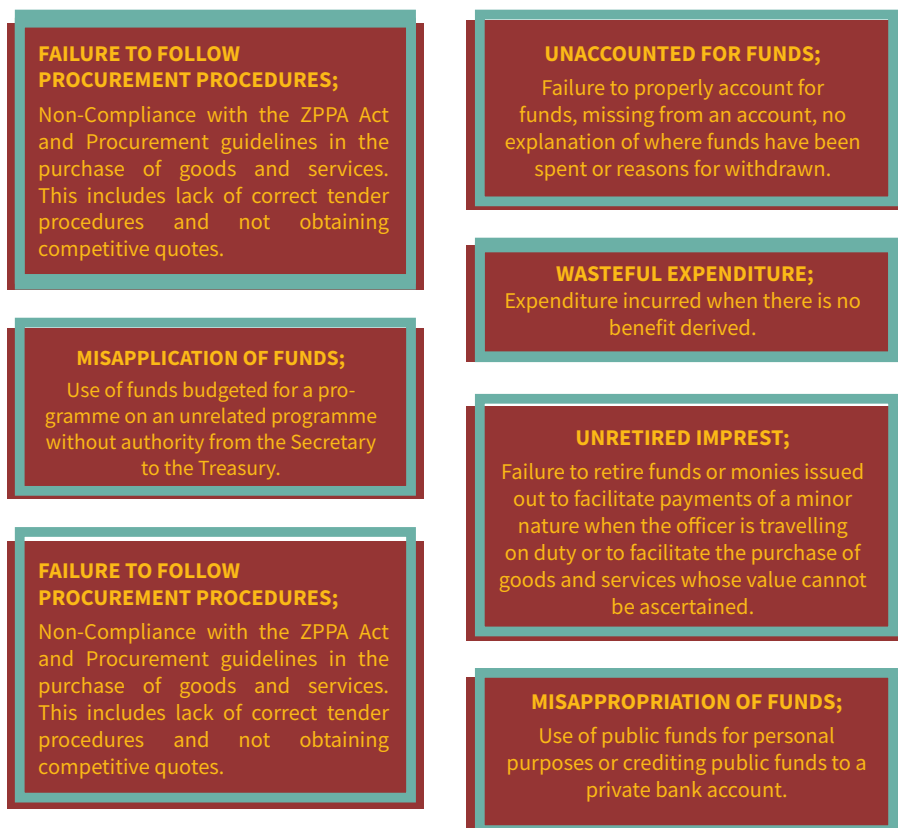 FAILURE TO FOLLOW
PROCUREMENT PROCEDURES;
Non-Compliance with the ZPPA Act
and Procurement guidelines in the
purchase of goods and services.
This includes lack of correct tender
procedures and not obtaining
competitive quotes.
MISAPPLICATION OF FUNDS;
Use of funds budgeted for a pro-
gramme on an unrelated programme
without authority from the Secretary
to the Treasury.
FAILURE TO FOLLOW
PROCUREMENT PROCEDURES;
Non-Compliance with the ZPPA Act
and Procurement guidelines in the
purchase of goods and services.
This includes lack of correct tender
procedures and not obtaining
competitive quotes.
UNACCOUNTED FOR FUNDS;
Failure to properly account for
funds, missing from an account, no
explanation of where funds have been
spent or reasons for withdrawn.
WASTEFUL EXPENDITURE;
Expenditure incurred when there is no
benefit derived.
UNRETIRED IMPREST;
Failure to retire funds or monies issued
out to facilitate payments of a minor
nature when the officer is travelling
on duty or to facilitate the purchase of
goods and services whose value cannot
be ascertained.
MISAPPROPRIATION OF FUNDS;
Use of public funds for personal
purposes or crediting public funds to a
private bank account.